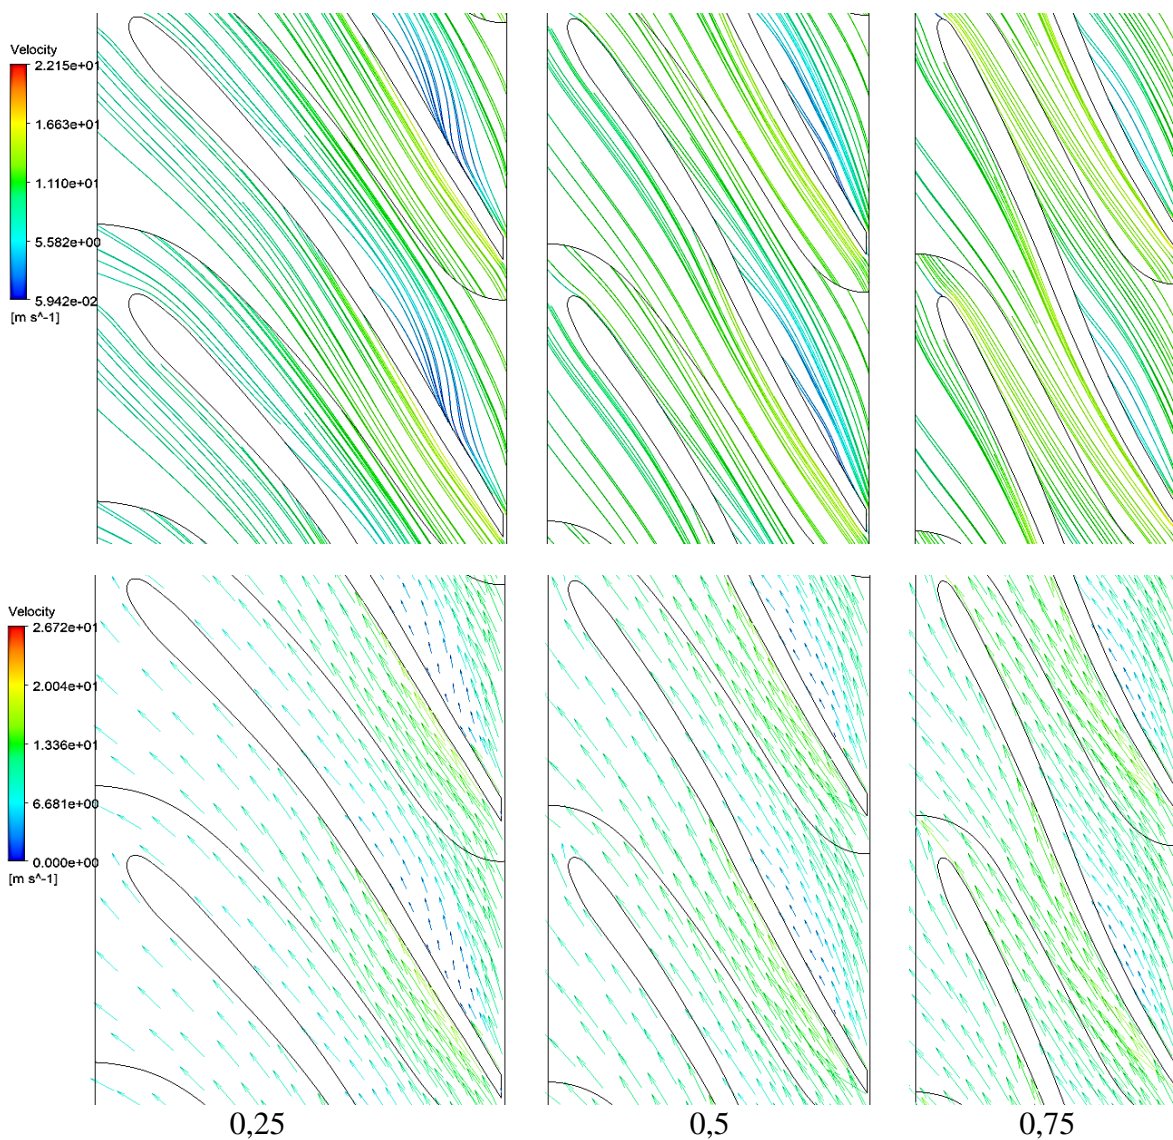 Velocity
2.215e+01
1.663e+01
1.110e+01
5.582e+00
5.942e-02
[m s^-1]
Velocity
2.672e+01
2.004e+01
1.336e+01
6.681e+00
0.000e+00
[m s^-1]
0,25 0,5 0,75